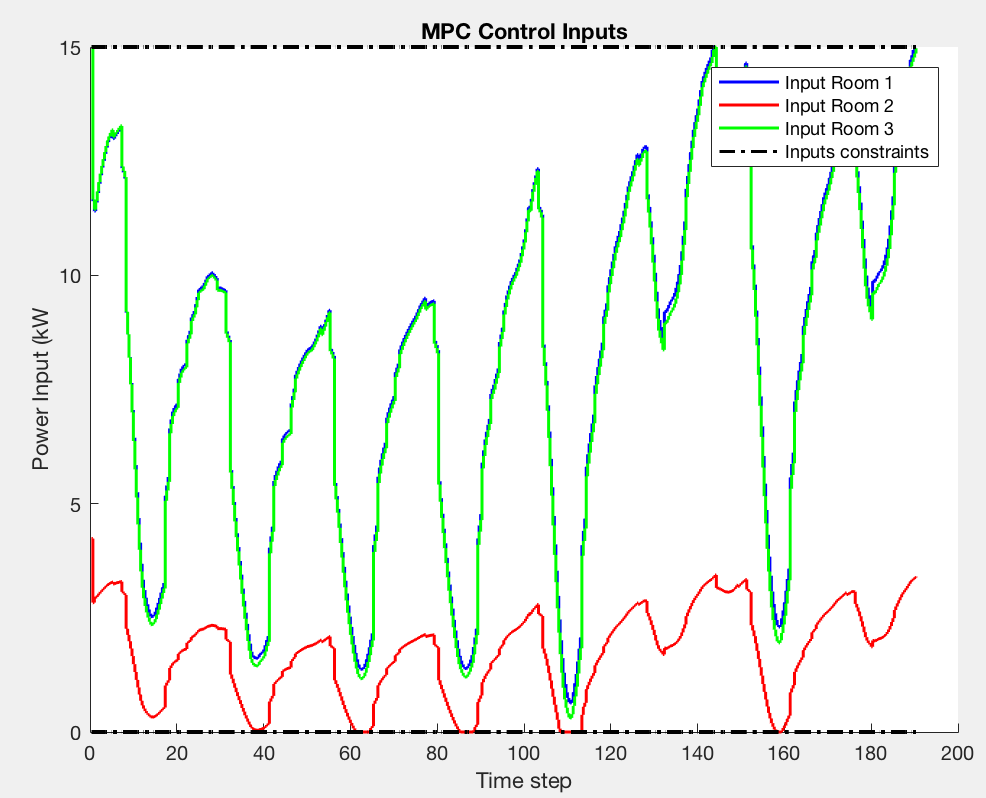 MPC Control Inputs
15
10
5
0
Power Input (kW
Input Room 1
Input Room 2
Input Room 3
Inputs constraints
0 20 40 60 80 100 120 140 160 180 200
Time step